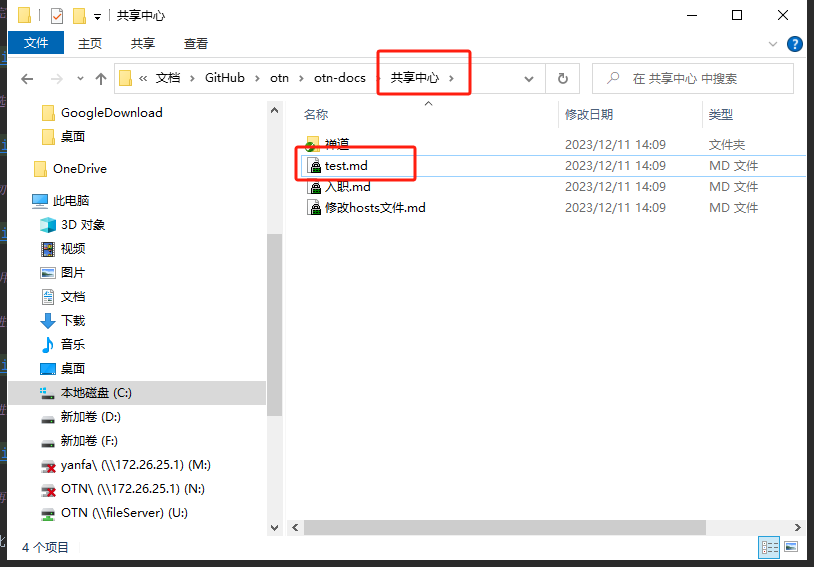 共享中心
文件 主页 共享 查看
« 文档 > GitHub > otn > otn-docs > 共享中心 > 在 共享中心 中搜索
GoogleDownload
桌面
OneDrive
此电脑
3D 对象
视频
图片
文档
下载
音乐
桌面
本地磁盘 (C:)
新加卷 (D:)
新加卷 (F:)
yanfa\ (\\172.26.25.1) (M:)
OTN\ (\\172.26.25.1) (N:)
OTN (\\fileServer) (U:)
名称 修改日期 类型
禅道 2023/12/11 14:09 文件夹
test.md 2023/12/11 14:09 MD 文件
入职.md 2023/12/11 14:09 MD 文件
修改hosts文件.md 2023/12/11 14:09 MD 文件
4 个项目